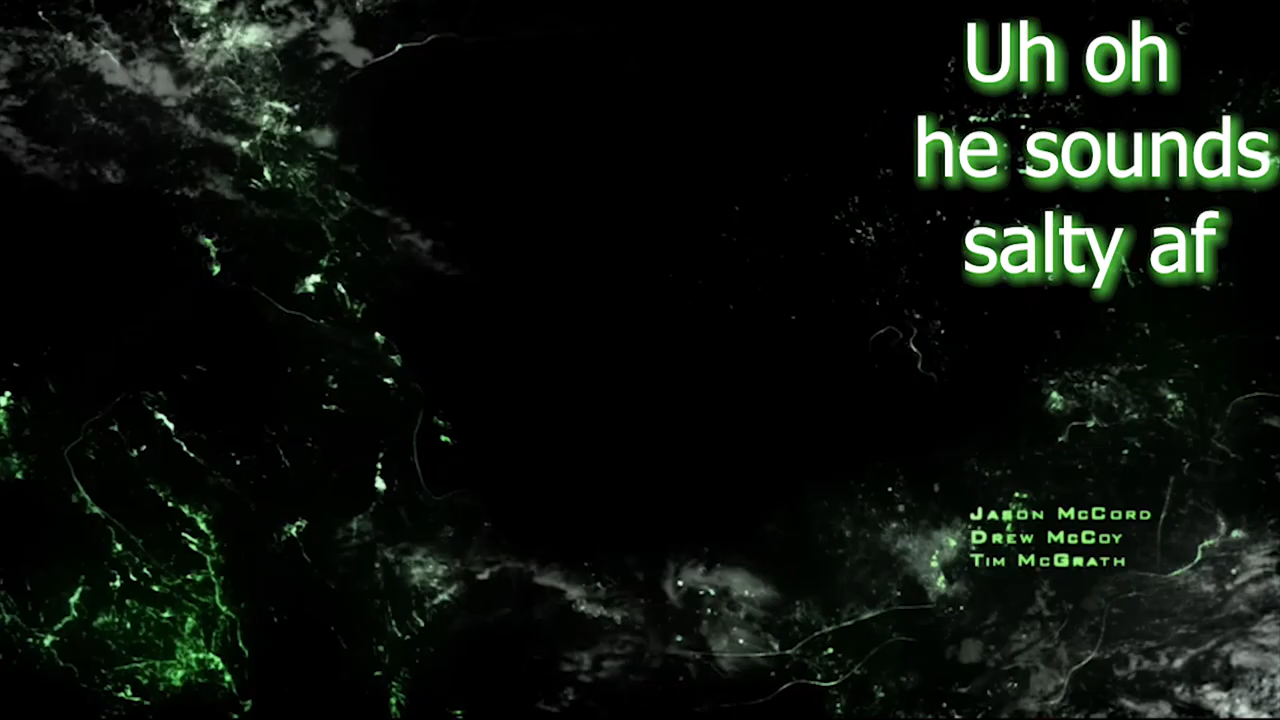 Uh oh
he sounds
salty af
Jason McCord
Drew McCoy
Tim McGrath